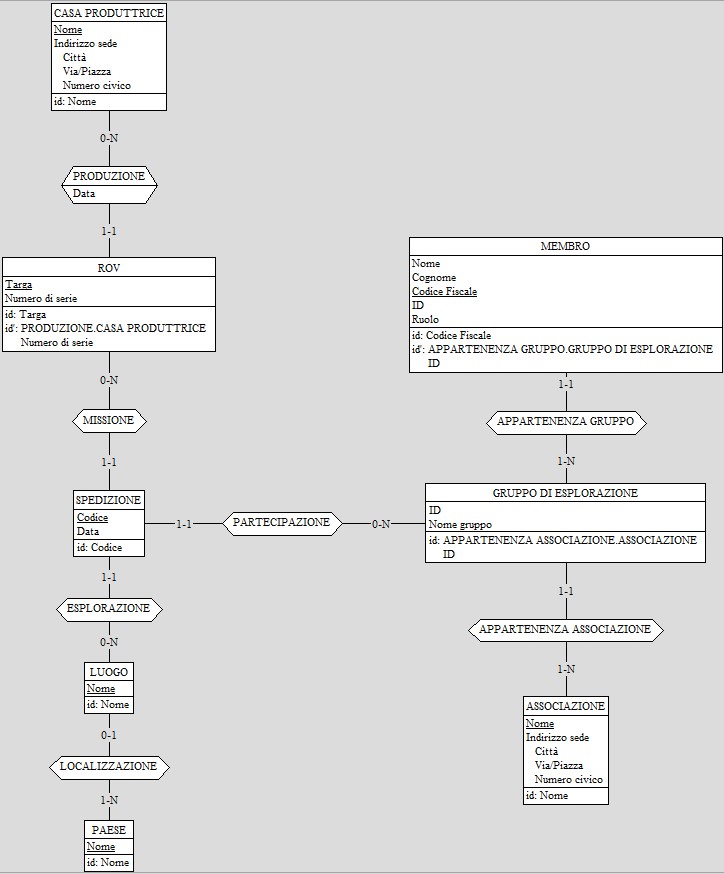 CASA PRODUTTRICE
Nome
Indirizzo sede
Città
Via/Piazza
Numero civico
id: Nome
0-N
PRODUZIONE
Data
1-1
ROV
Targa
Numero di serie
id: Targa
id': PRODUZIONE.CASA PRODUTTRICE
Numero di serie
0-N
MISSIONE
1-1
SPEDIZIONE
Codice
Data
id: Codice
1-1
PARTECIPAZIONE
0-N
1-1
ESPLORAZIONE
0-N
LUOGO
Nome
id: Nome
0-1
LOCALIZZAZIONE
1-N
PAESE
Nome
id: Nome
MEMBRO
Nome
Cognome
Codice Fiscale
ID
Ruolo
id: Codice Fiscale
id': APPARTENENZA GRUPPO.GRUPPO DI ESPLORAZIONE
ID
1-1
APPARTENENZA GRUPPO
1-N
GRUPPO DI ESPLORAZIONE
ID
Nome gruppo
id: APPARTENENZA ASSOCIAZIONE.ASSOCIAZIONE
ID
1-1
APPARTENENZA ASSOCIAZIONE
1-N
ASSOCIAZIONE
Nome
Indirizzo sede
Città
Via/Piazza
Numero civico
id: Nome